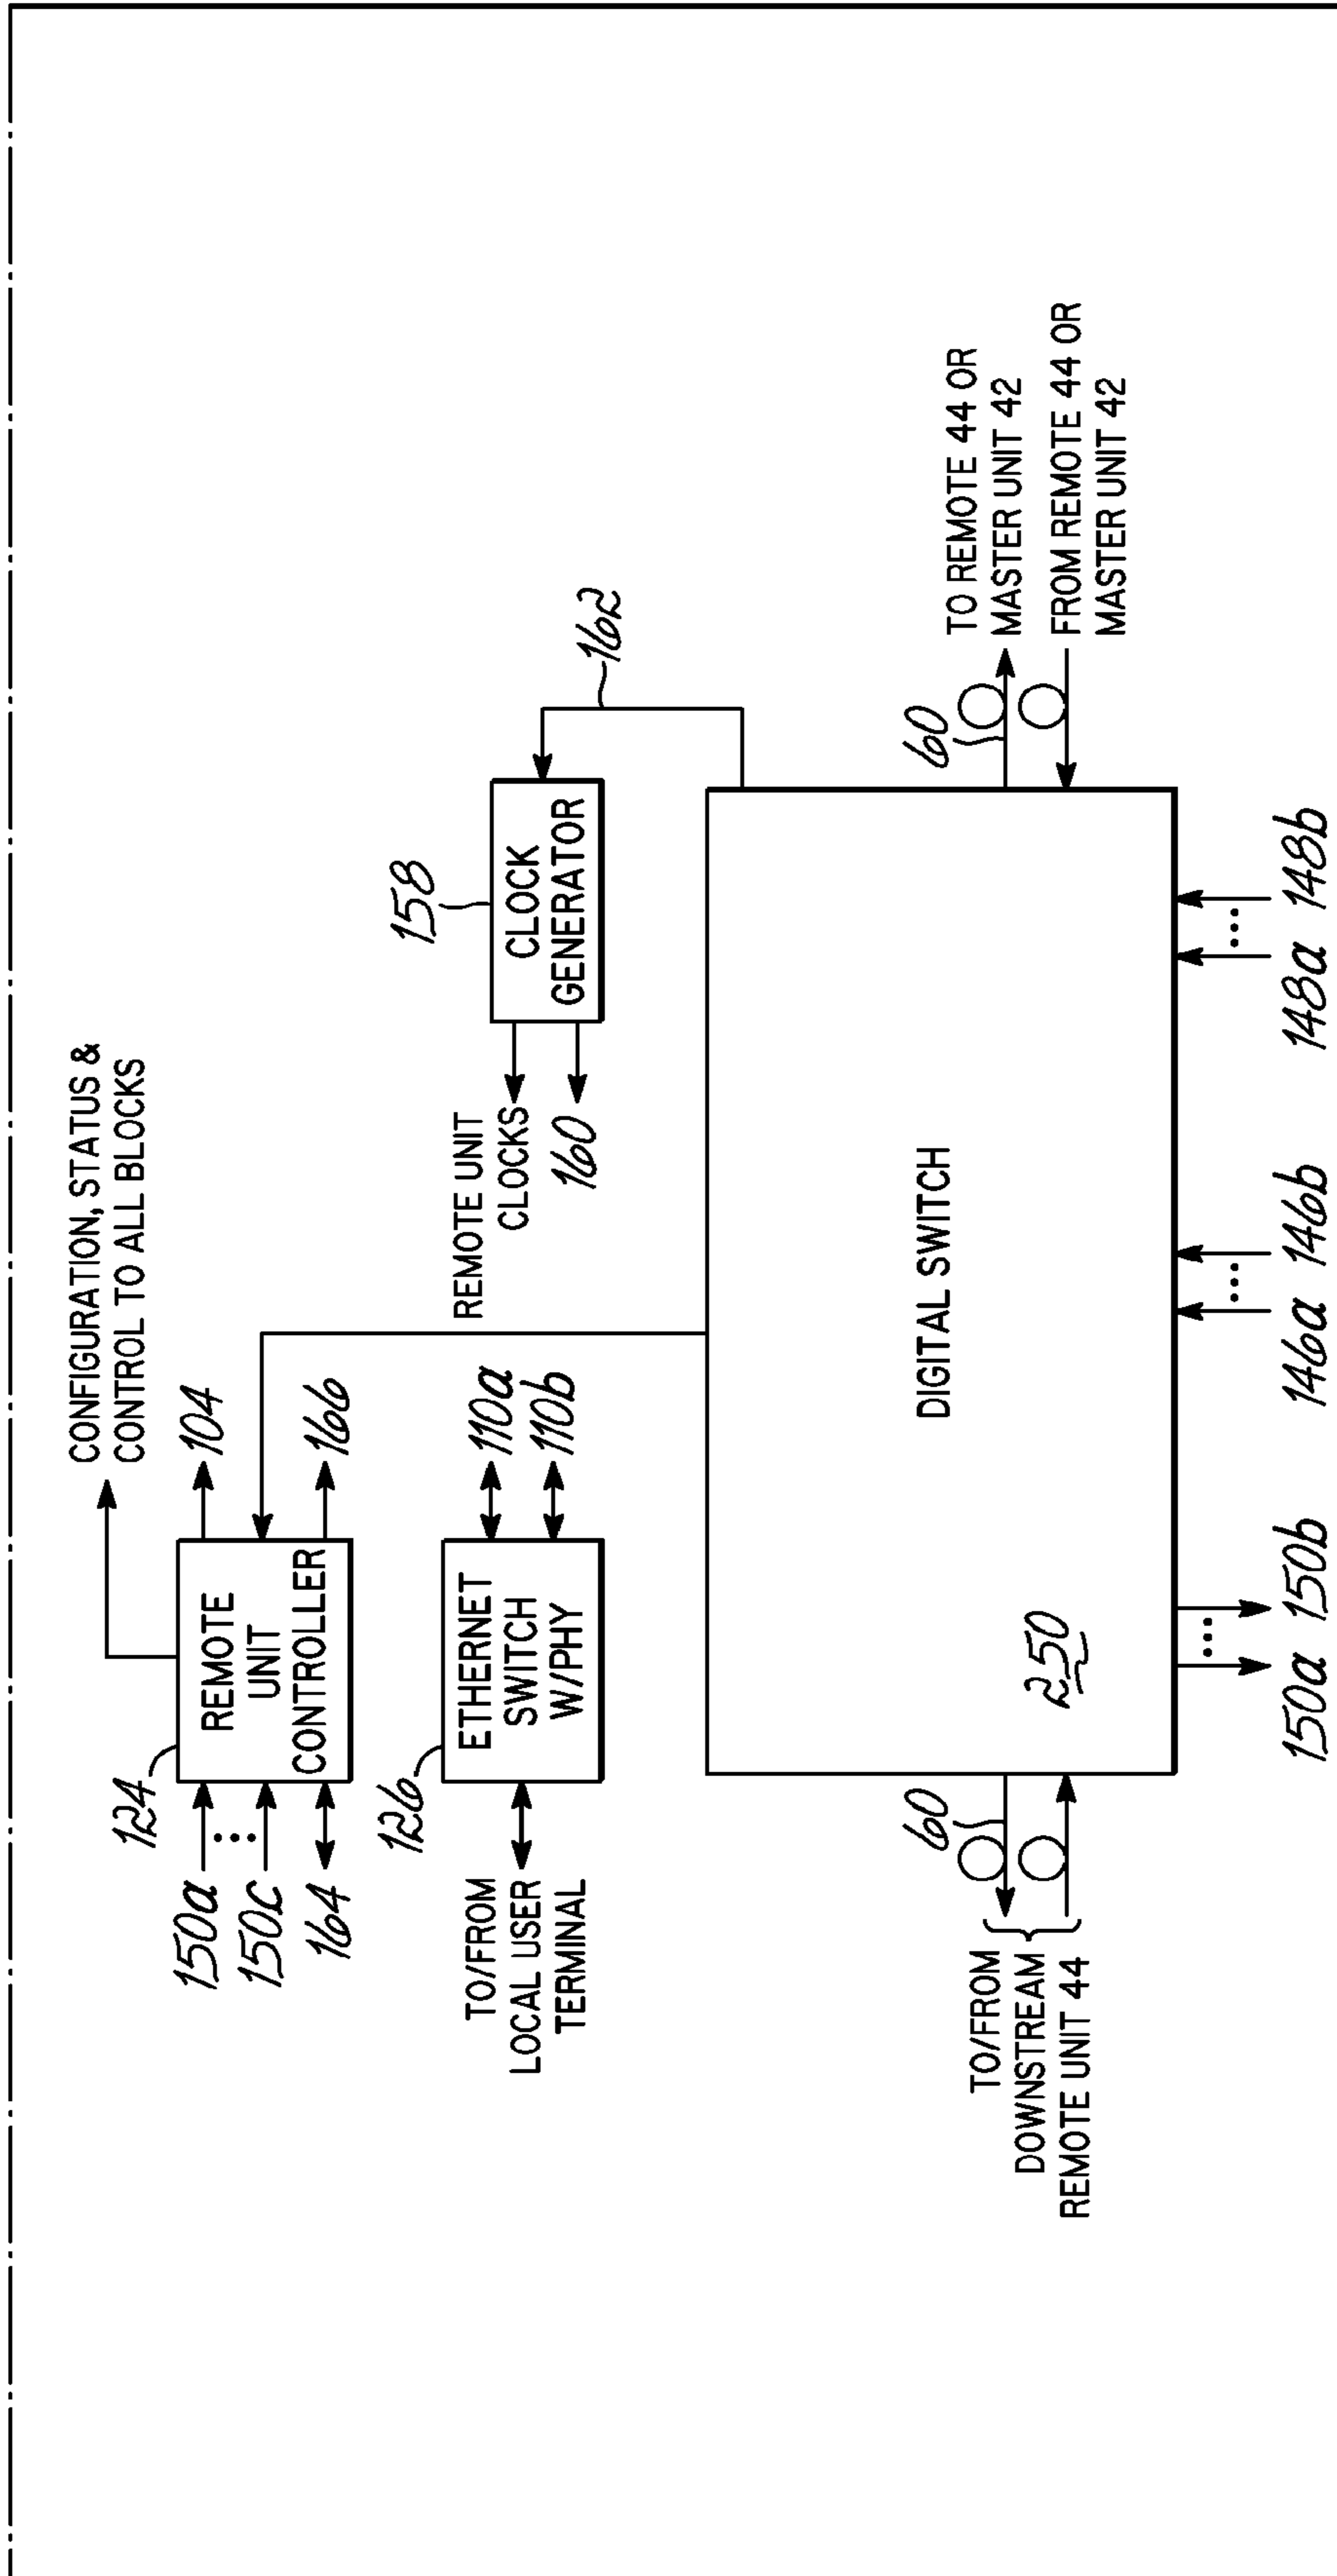 CONFIGURATION, STATUS &
CONTROL TO ALL BLOCKS
124
REMOTE
UNIT
CONTROLLER
150a
150c
164
104
166
126
ETHERNET
SWITCH
W/PHY
TO/FROM
LOCAL USER
TERMINAL
110a
110b
REMOTE UNIT
CLOCKS
160
158
CLOCK
GENERATOR
162
DIGITAL SWITCH
250
60
TO/FROM
DOWNSTREAM
REMOTE UNIT 44
60
TO REMOTE 44 OR
MASTER UNIT 42
FROM REMOTE 44 OR
MASTER UNIT 42
150a 150b
146a 146b
148a 148b